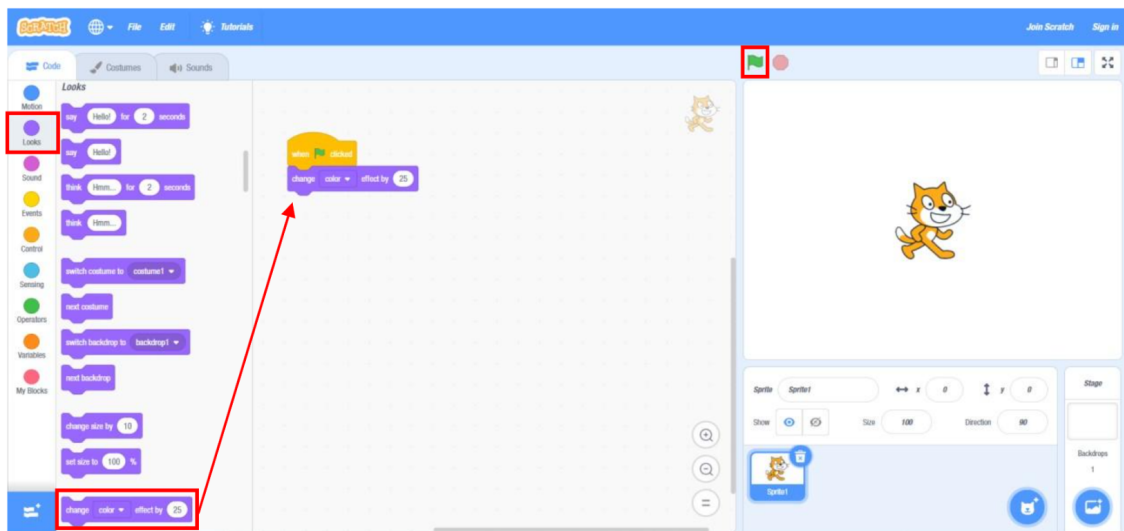 SCRATCH File Edit Tutorials Join Scratch Sign in
Code Costumes Sounds
Motion
Looks
Sound
Events
Control
Sensing
Operators
Variables
My Blocks
Looks
say Hello! for 2 seconds
say Hello!
think Hmm... for 2 seconds
think Hmm...
switch costume to costume1
next costume
switch backdrop to backdrop1
next backdrop
change size by 10
set size to 100 %
change color effect by 25
when clicked
change color effect by 25
Sprite Sprite1 x 0 y 0
Show Size 100 Direction 90
Sprite1
Stage
Backdrops
1